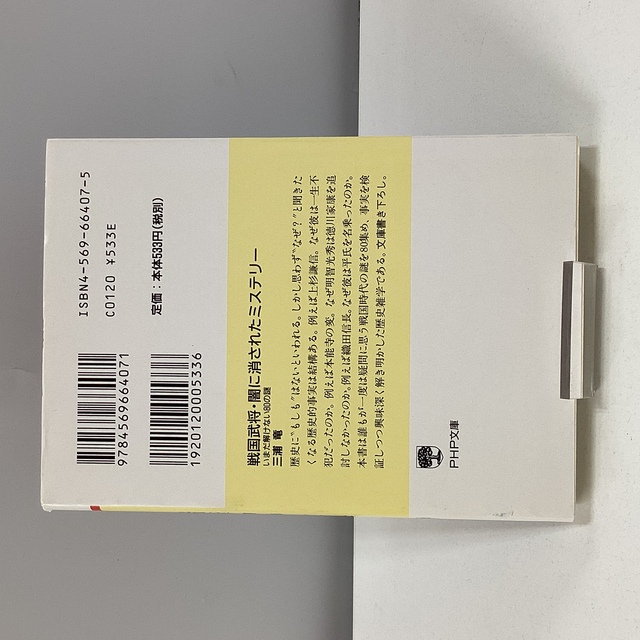 9784569664071
1920120005336
ISBN4-569-66407-5
C0120 ¥533E
定価:本体533円(税別)
戦国武将・闇に消されたミステリー
いまだ解けない80の謎
三浦 竜
歴史に“もしも”はないといわれる。しかし思わず“なぜ?”と聞きた
くなる歴史的事実は結構ある。例えば上杉謙信。なぜ彼は一生不
犯だったのか。例えば本能寺の変。なぜ明智光秀は徳川家康を追
討しなかったのか。例えば織田信長。なぜ彼は平氏を名乗ったのか。
本書は誰もが一度は疑問に思う戦国時代の謎を80集め、事実を検
証しつつ興味深く解き明かした歴史雑学である。文庫書き下ろし。
PHP文庫